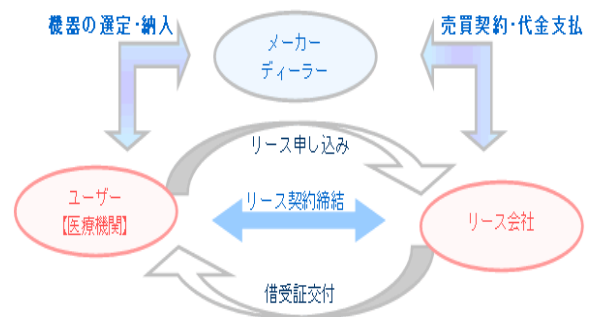 機器の選定・納入
売買契約・代金支払
メーカー
ディーラー
リース申し込み
ユーザー
【医療機関】
リース契約締結
リース会社
借受証交付